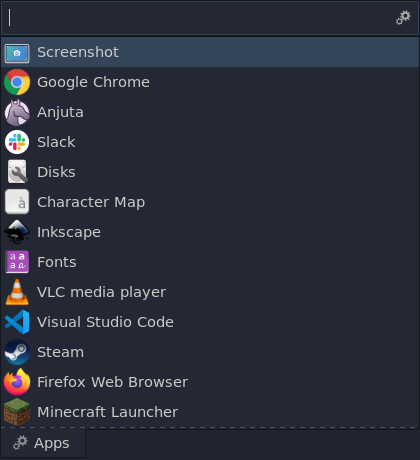 Screenshot
Google Chrome
Anjuta
Slack
Disks
Character Map
Inkscape
Fonts
VLC media player
Visual Studio Code
Steam
Firefox Web Browser
Minecraft Launcher
Apps